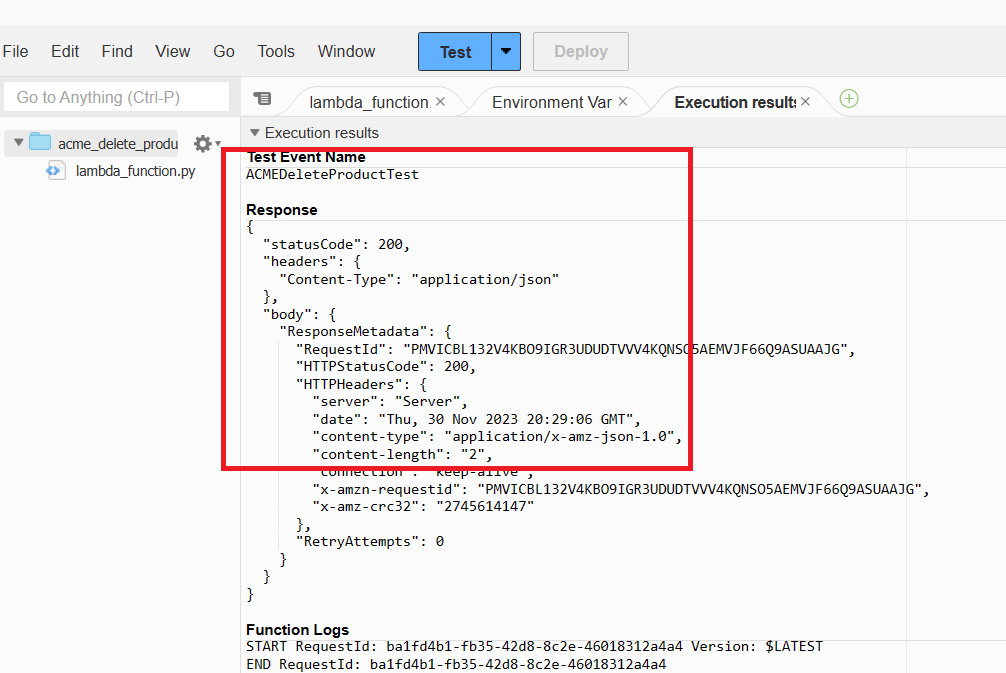 File Edit Find View Go Tools Window Test Deploy
Go to Anything (Ctrl-P)
lambda_function. Environment Var Execution results
Execution results
acme_delete_produ
lambda_function.py
Test Event Name
ACMEDeleteProductTest
Response
{
"statusCode": 200,
"headers": {
"Content-Type": "application/json"
},
"body": {
"ResponseMetadata": {
"RequestId": "PMVICBL132V4KBO9IGR3UDUDTVVV4KQNSO5AEMVJF66Q9ASUAAJG",
"HTTPStatusCode": 200,
"HTTPHeaders": {
"server": "Server",
"date": "Thu, 30 Nov 2023 20:29:06 GMT",
"content-type": "application/x-amz-json-1.0",
"content-length": "2",
"connection": "keep-alive",
"x-amzn-requestid": "PMVICBL132V4KBO9IGR3UDUDTVVV4KQNSO5AEMVJF66Q9ASUAAJG",
"x-amz-crc32": "2745614147"
},
"RetryAttempts": 0
}
}
}
Function Logs
START RequestId: ba1fd4b1-fb35-42d8-8c2e-46018312a4a4 Version: $LATEST
END RequestId: ba1fd4b1-fb35-42d8-8c2e-46018312a4a4